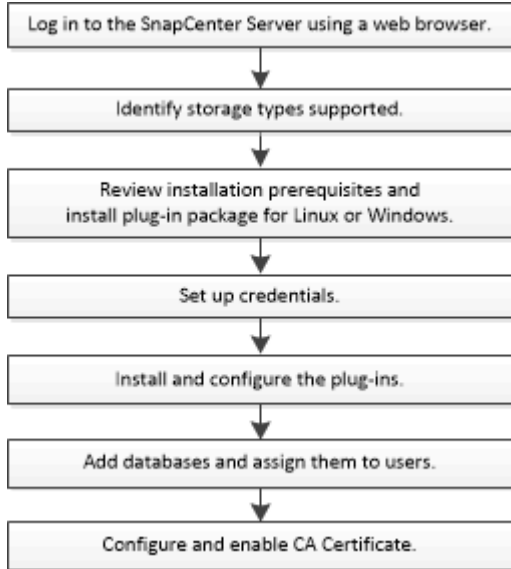 Log in to the SnapCenter Server using a web browser.
Identify storage types supported.
Review installation prerequisites and
install plug-in package for Linux or Windows.
Set up credentials.
Install and configure the plug-ins.
Add databases and assign them to users.
Configure and enable CA Certificate.